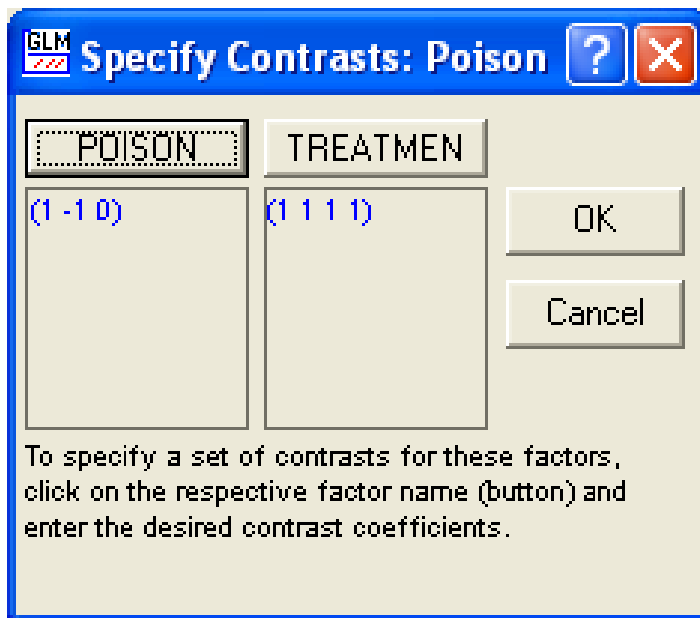 GLM
Specify Contrasts: Poison
?
POISON TREATMEN
(1 -1 0) (1 1 1 1)
OK
Cancel
To specify a set of contrasts for these factors,
click on the respective factor name (button) and
enter the desired contrast coefficients.